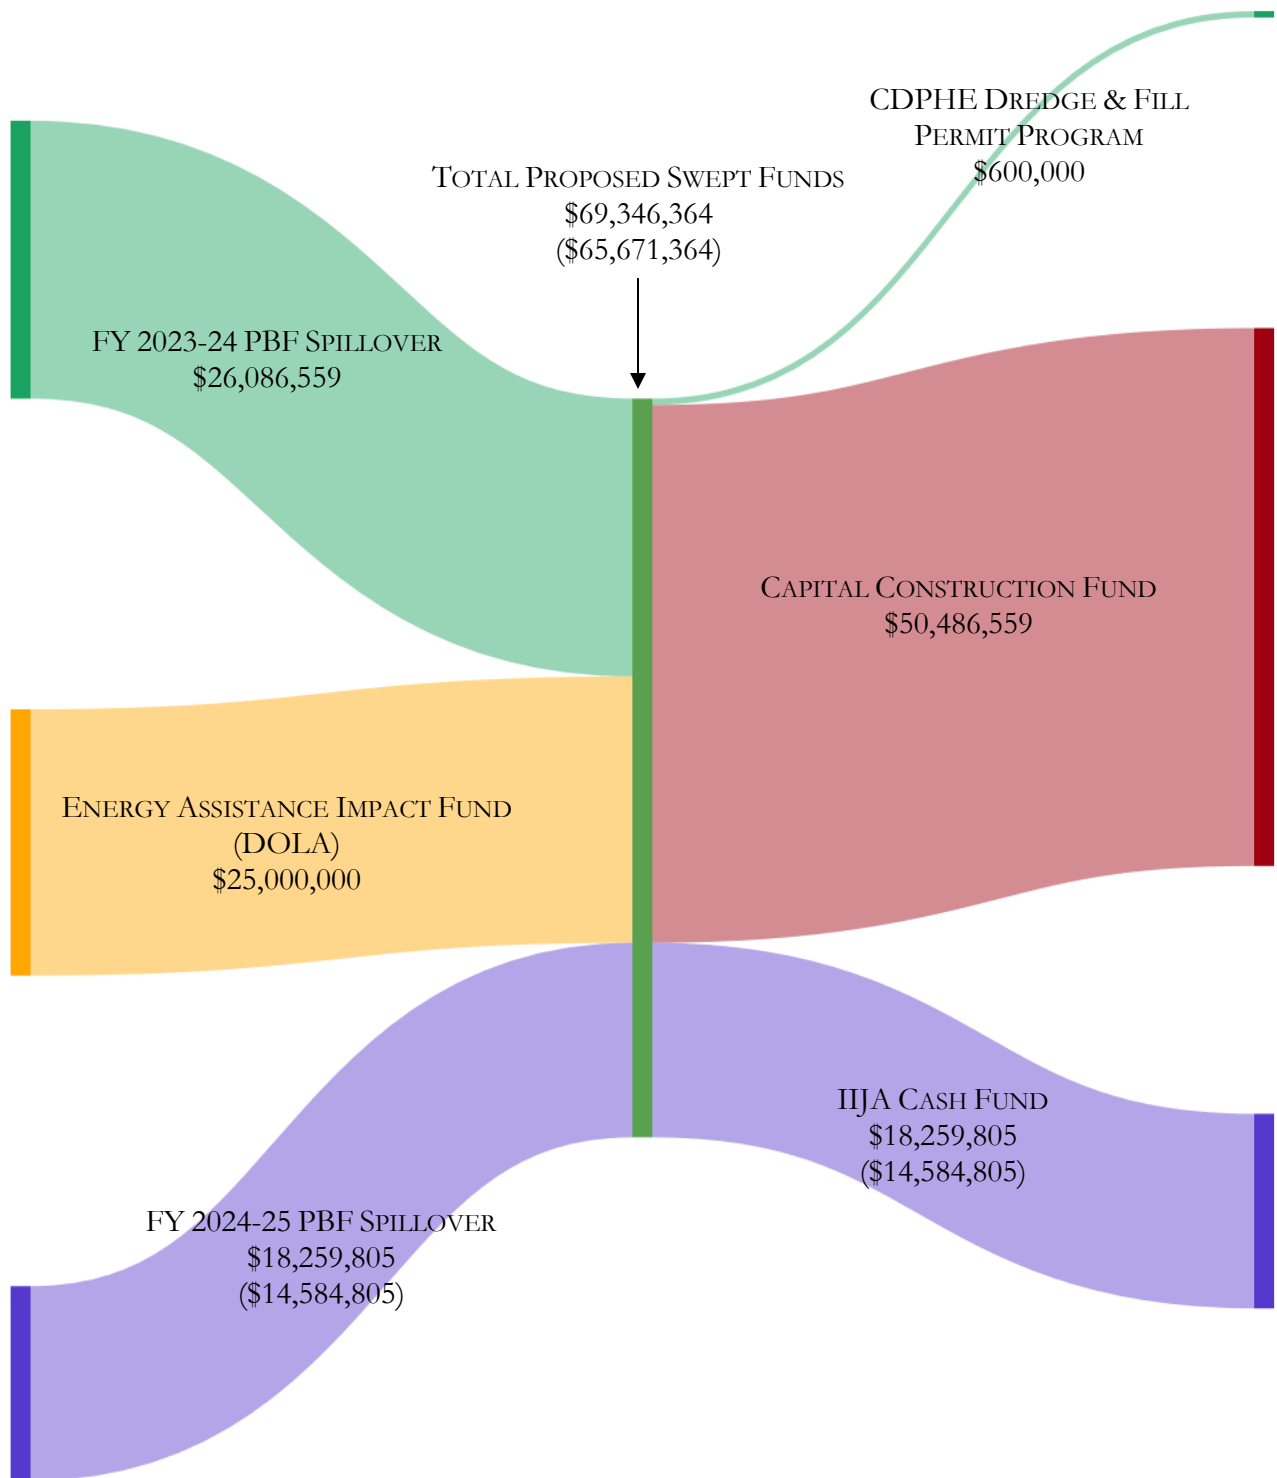 CDPHE Dredge & Fill
Permit Program
$600,000
Total Proposed Swept Funds
$69,346,364
($65,671,364)
FY 2023-24 PBF Spillover
$26,086,559
Capital Construction Fund
$50,486,559
Energy Assistance Impact Fund
(DOLA)
$25,000,000
IIJA Cash Fund
$18,259,805
($14,584,805)
FY 2024-25 PBF Spillover
$18,259,805
($14,584,805)